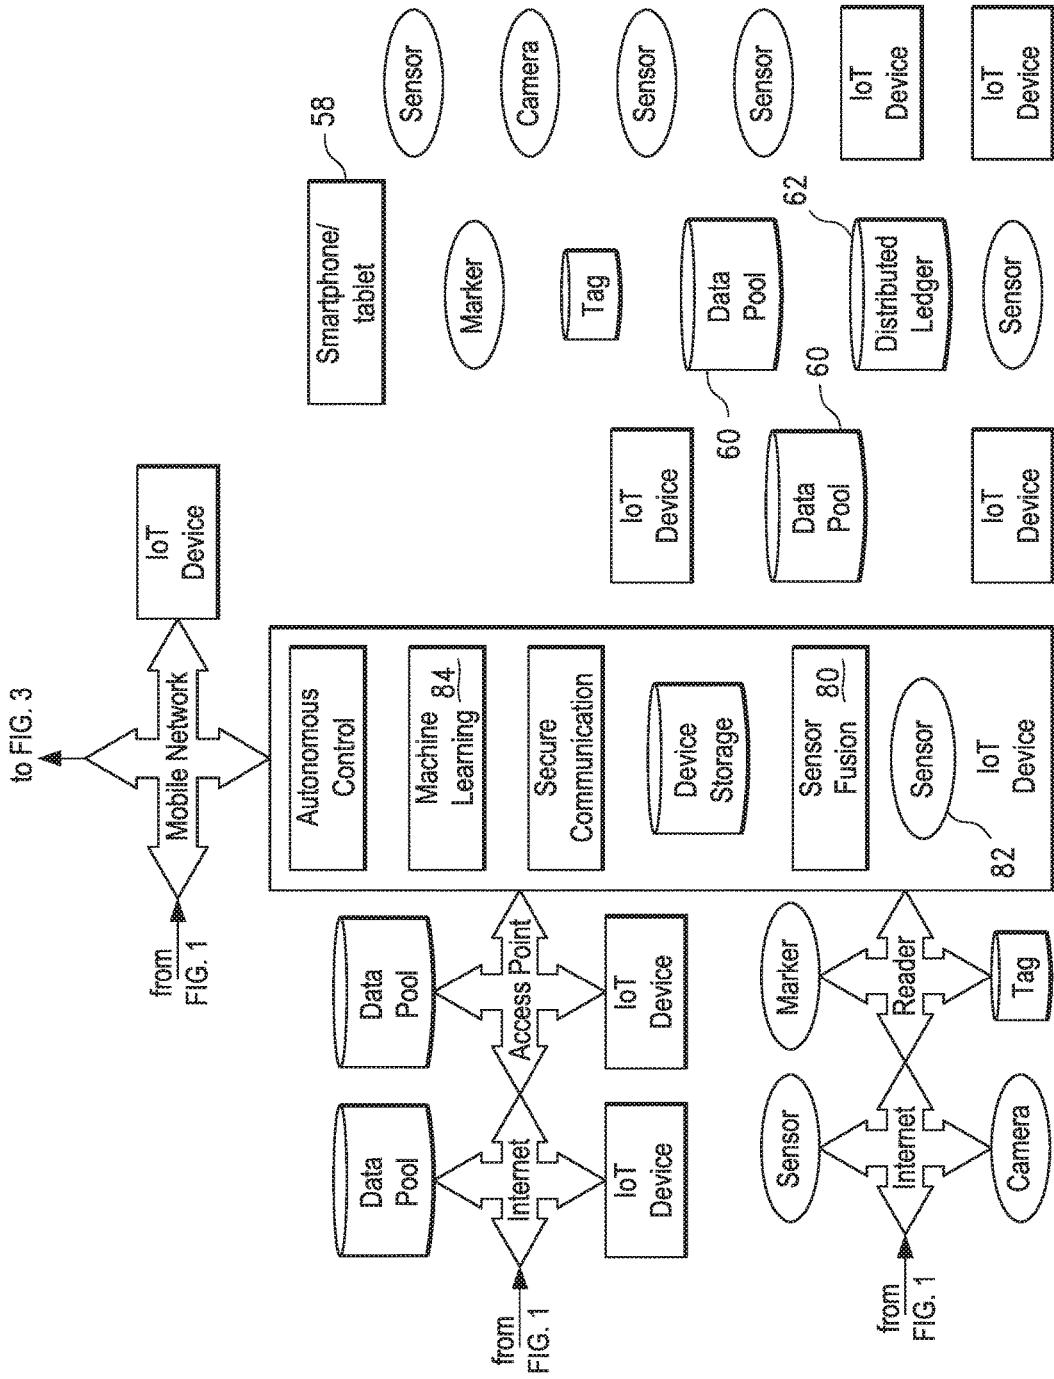 to FIG. 3
from
FIG. 1
Mobile Network
IoT
Device
Autonomous
Control
Machine
Learning
84
Secure
Communication
Device
Storage
Sensor
Fusion
80
Sensor
82
IoT
Device
Data
Pool
Data
Pool
from
FIG. 1
Internet
Access Point
IoT
Device
IoT
Device
Sensor
Marker
from
FIG. 1
Internet
Reader
Camera
Tag
Smartphone/
tablet
58
Marker
Tag
IoT
Device
Data
Pool
60
Data
Pool
60
Distributed
Ledger
62
IoT
Device
Sensor
Sensor
Camera
Sensor
Sensor
IoT
Device
IoT
Device